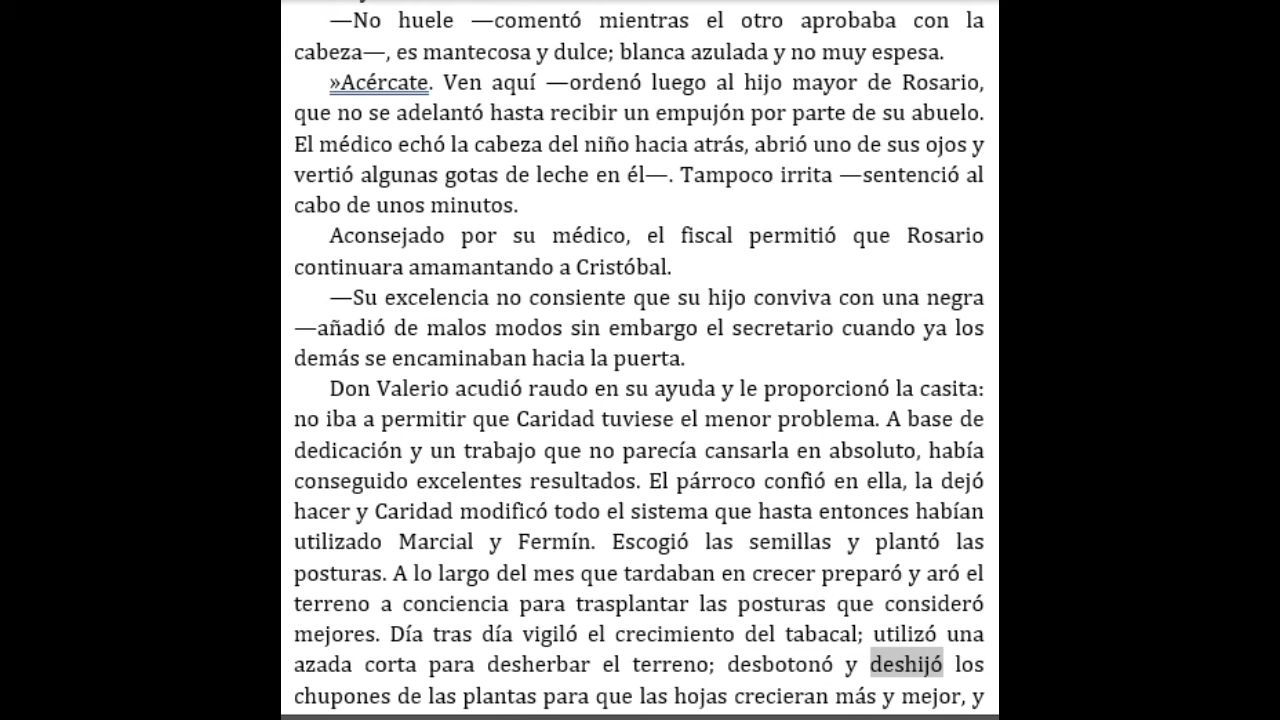 —No huele —comentó mientras el otro aprobaba con la
cabeza—, es mantecosa y dulce; blanca azulada y no muy espesa.
»Acércate. Ven aquí —ordenó luego al hijo mayor de Rosario,
que no se adelantó hasta recibir un empujón por parte de su abuelo.
El médico echó la cabeza del niño hacia atrás, abrió uno de sus ojos y
vertió algunas gotas de leche en él—. Tampoco irrita —sentenció al
cabo de unos minutos.
Aconsejado por su médico, el fiscal permitió que Rosario
continuara amamantando a Cristóbal.
—Su excelencia no consiente que su hijo conviva con una negra
—añadió de malos modos sin embargo el secretario cuando ya los
demás se encaminaban hacia la puerta.
Don Valerio acudió raudo en su ayuda y le proporcionó la casita:
no iba a permitir que Caridad tuviese el menor problema. A base de
dedicación y un trabajo que no parecía cansarla en absoluto, había
conseguido excelentes resultados. El párroco confió en ella, la dejó
hacer y Caridad modificó todo el sistema que hasta entonces habían
utilizado Marcial y Fermín. Escogió las semillas y plantó las
posturas. A lo largo del mes que tardaban en crecer preparó y aró el
terreno a conciencia para trasplantar las posturas que consideró
mejores. Día tras día vigiló el crecimiento del tabacal; utilizó una
azada corta para desherbar el terreno; desbotonó y deshijó los
chupones de las plantas para que las hojas crecieran más y mejor, y